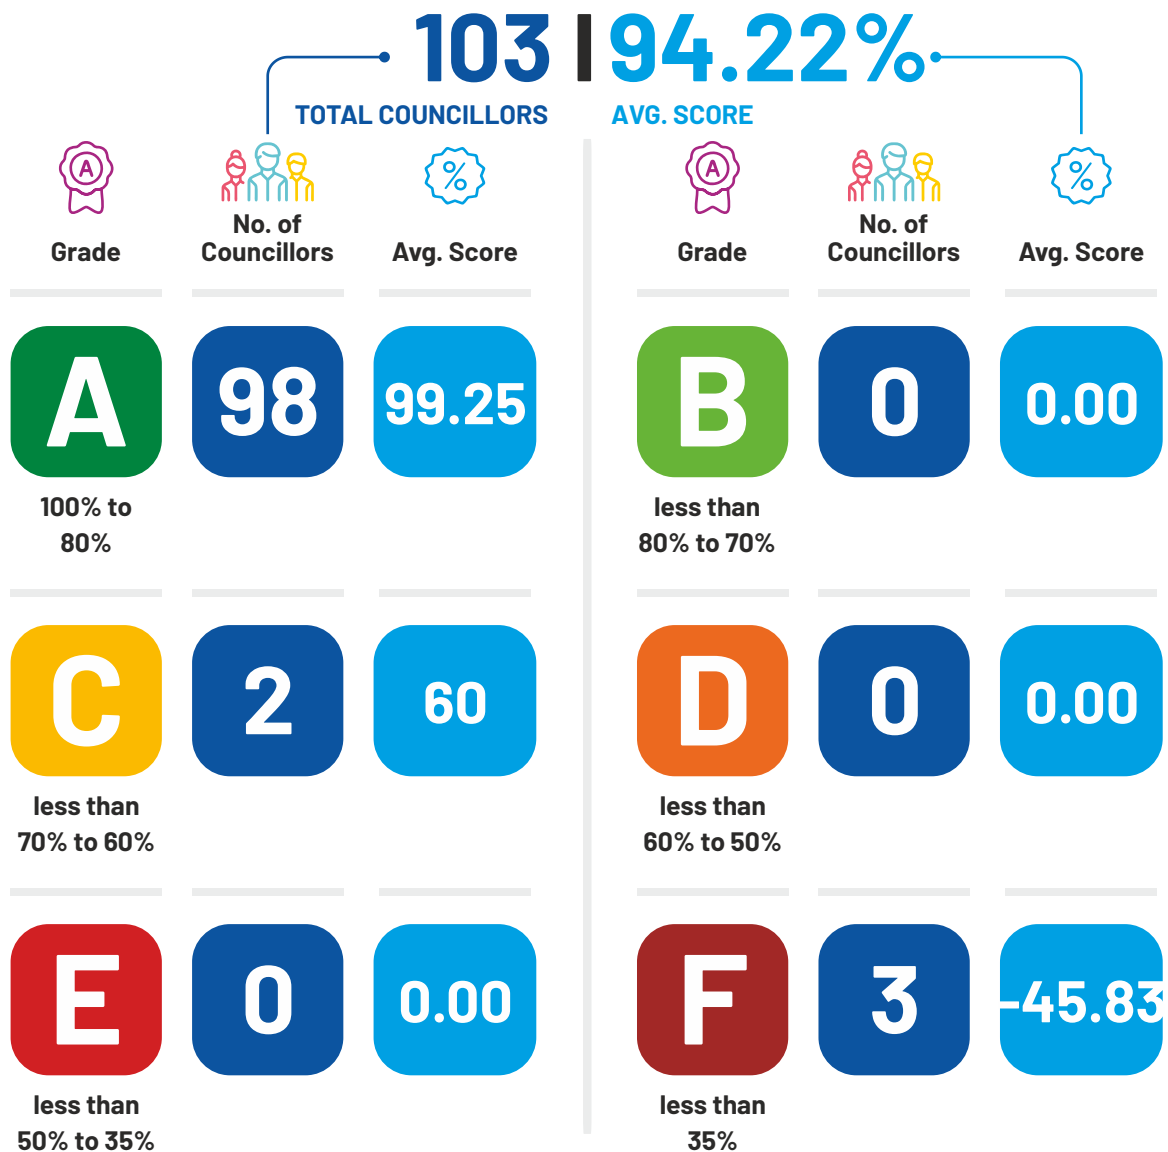 103 | 94.22%
TOTAL COUNCILLORS
AVG. SCORE
A
Grade
No. of
Councillors
%
Avg. Score
A
Grade
No. of
Councillors
%
Avg. Score
A 98 99.25
100% to
80%
B 0 0.00
less than
80% to 70%
C 2 60
less than
70% to 60%
D 0 0.00
less than
60% to 50%
E 0 0.00
less than
50% to 35%
F 3 -45.83
less than
35%